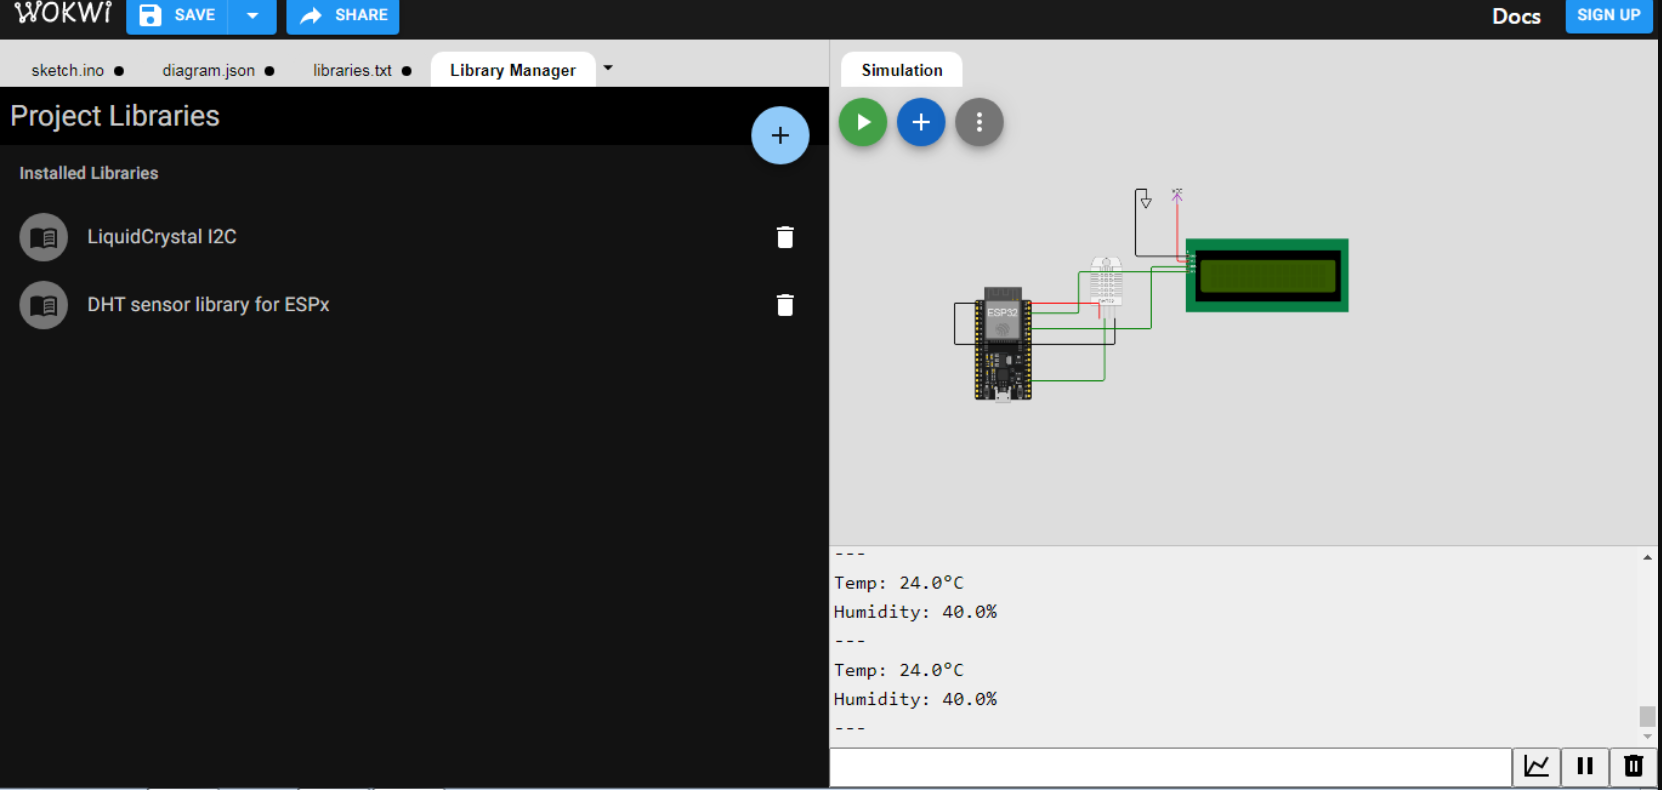 WOKWI SAVE SHARE Docs SIGN UP
sketch.ino ● diagram.json ● libraries.txt ● Library Manager
Simulation
Project Libraries
Installed Libraries
LiquidCrystal I2C
DHT sensor library for ESPx
ESP32
---
Temp: 24.0°C
Humidity: 40.0%
---
Temp: 24.0°C
Humidity: 40.0%
---